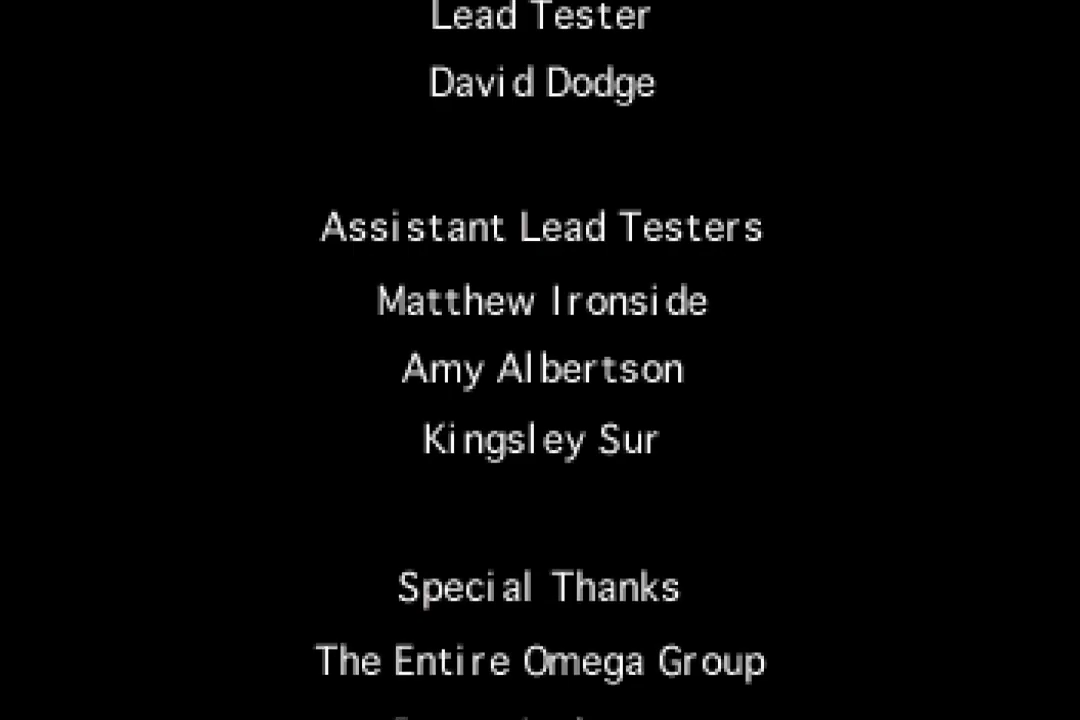 Lead Tester
David Dodge
Assistant Lead Testers
Matthew Ironside
Amy Albertson
Kingsley Sur
Special Thanks
The Entire Omega Group